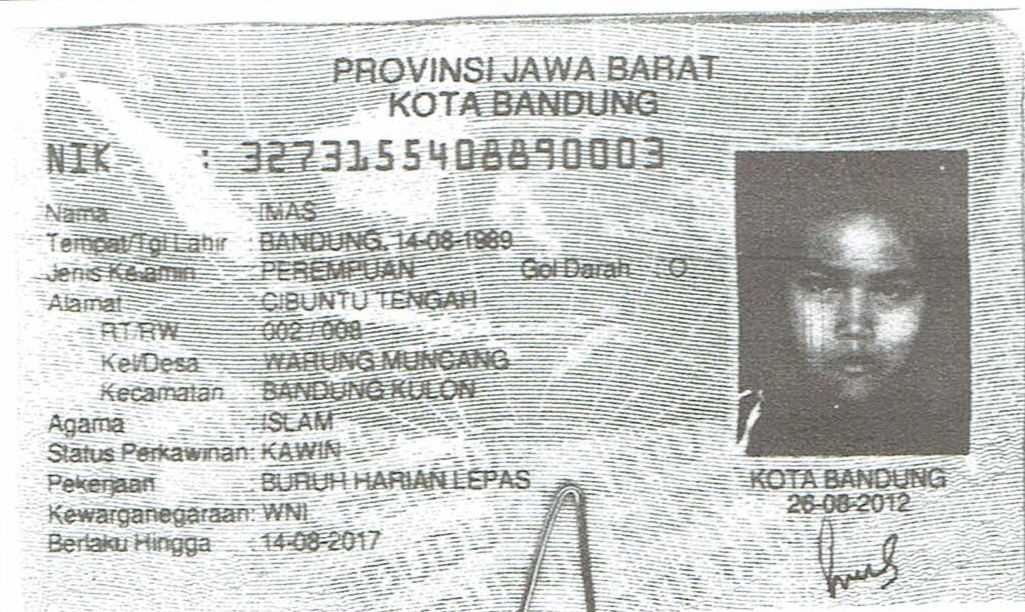 PROVINSI JAWA BARAT
KOTA BANDUNG
NIK : 3273155408890003
Nama : IMAS
Tempat/Tgl Lahir : BANDUNG, 14-08-1989
Jenis Kelamin : PEREMPUAN Gol Darah : O
Alamat : CIBUNTU TENGAH
RT/RW : 002 / 008
Kel/Desa : WARUNG MUNCANG
Kecamatan : BANDUNG KULON
Agama : ISLAM
Status Perkawinan: KAWIN
Pekerjaan : BURUH HARIAN LEPAS
Kewarganegaraan: WNI
Berlaku Hingga : 14-08-2017
KOTA BANDUNG
26-08-2012